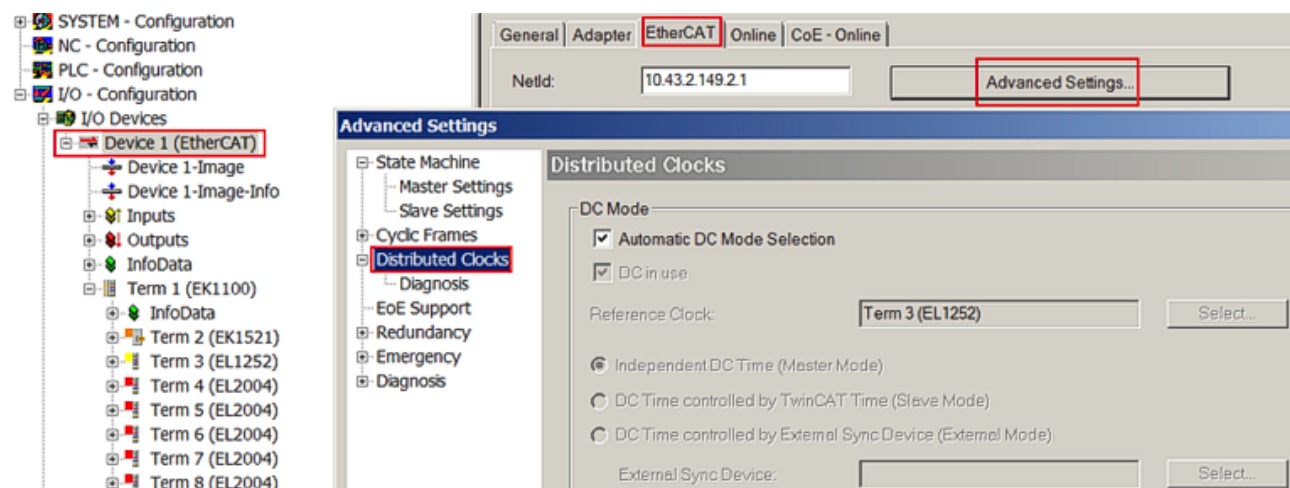 SYSTEM - Configuration
NC - Configuration
PLC - Configuration
I/O - Configuration
I/O Devices
Device 1 (EtherCAT)
Device 1-Image
Device 1-Image-Info
Inputs
Outputs
InfoData
Term 1 (EK1100)
InfoData
Term 2 (EK1521)
Term 3 (EL1252)
Term 4 (EL2004)
Term 5 (EL2004)
Term 6 (EL2004)
Term 7 (EL2004)
Term 8 (EL2004)
General Adapter EtherCAT Online CoE - Online
NetId: 10.43.2.149.2.1 Advanced Settings...
Advanced Settings
State Machine
Master Settings
Slave Settings
Cyclic Frames
Distributed Clocks
Diagnosis
EoE Support
Redundancy
Emergency
Diagnosis
Distributed Clocks
DC Mode
Automatic DC Mode Selection
DC in use
Reference Clock: Term 3 (EL1252) Select...
Independent DC Time (Master Mode)
DC Time controlled by TwinCAT Time (Slave Mode)
DC Time controlled by External Sync Device (External Mode)
External Sync Device: Select...